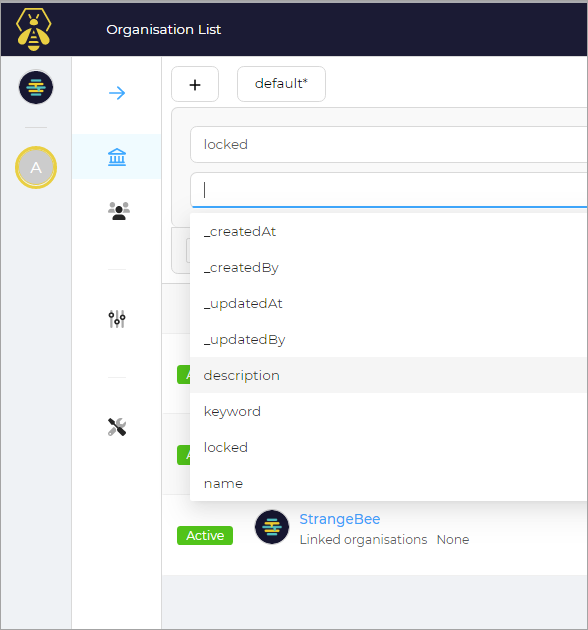 Organisation List
default*
locked
A
_createdAt
_createdBy
_updatedAt
_updatedBy
description
keyword
locked
name
StrangeBee
Active
Linked organisations None